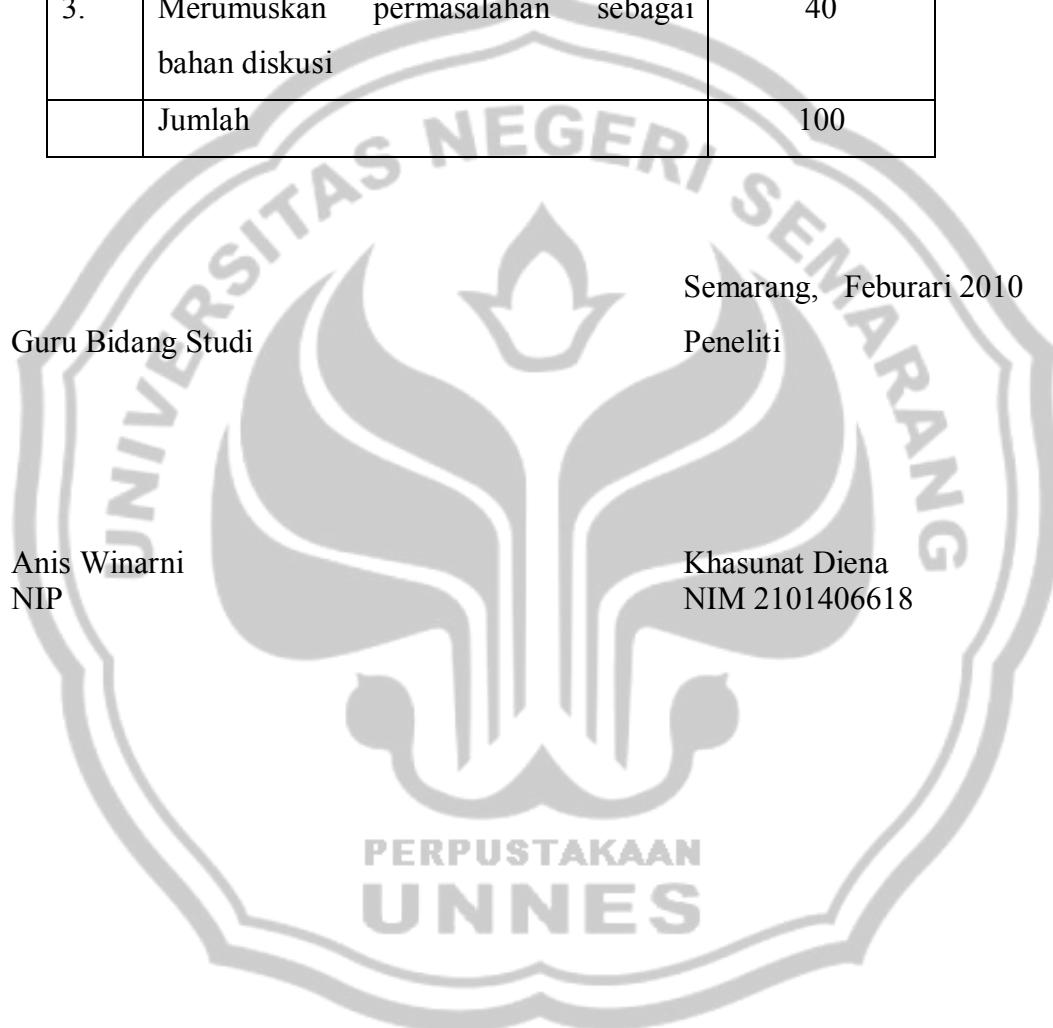 3. Merumuskan permasalahan sebagai 40
bahan diskusi
Jumlah 100
UNIVERSITAS NEGERI SEMARANG
Semarang, Feburari 2010
Guru Bidang Studi Peneliti
Anis Winarni Khasunat Diena
NIP NIM 2101406618
PERPUSTAKAAN
UNNES